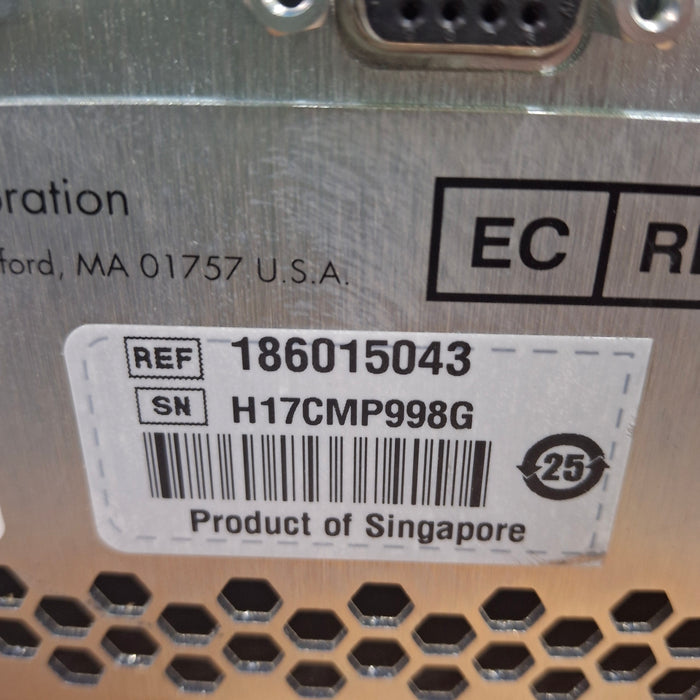 oration
ford, MA 01757 U.S.A.
EC
REF 186015043
SN H17CMP998G
25
Product of Singapore